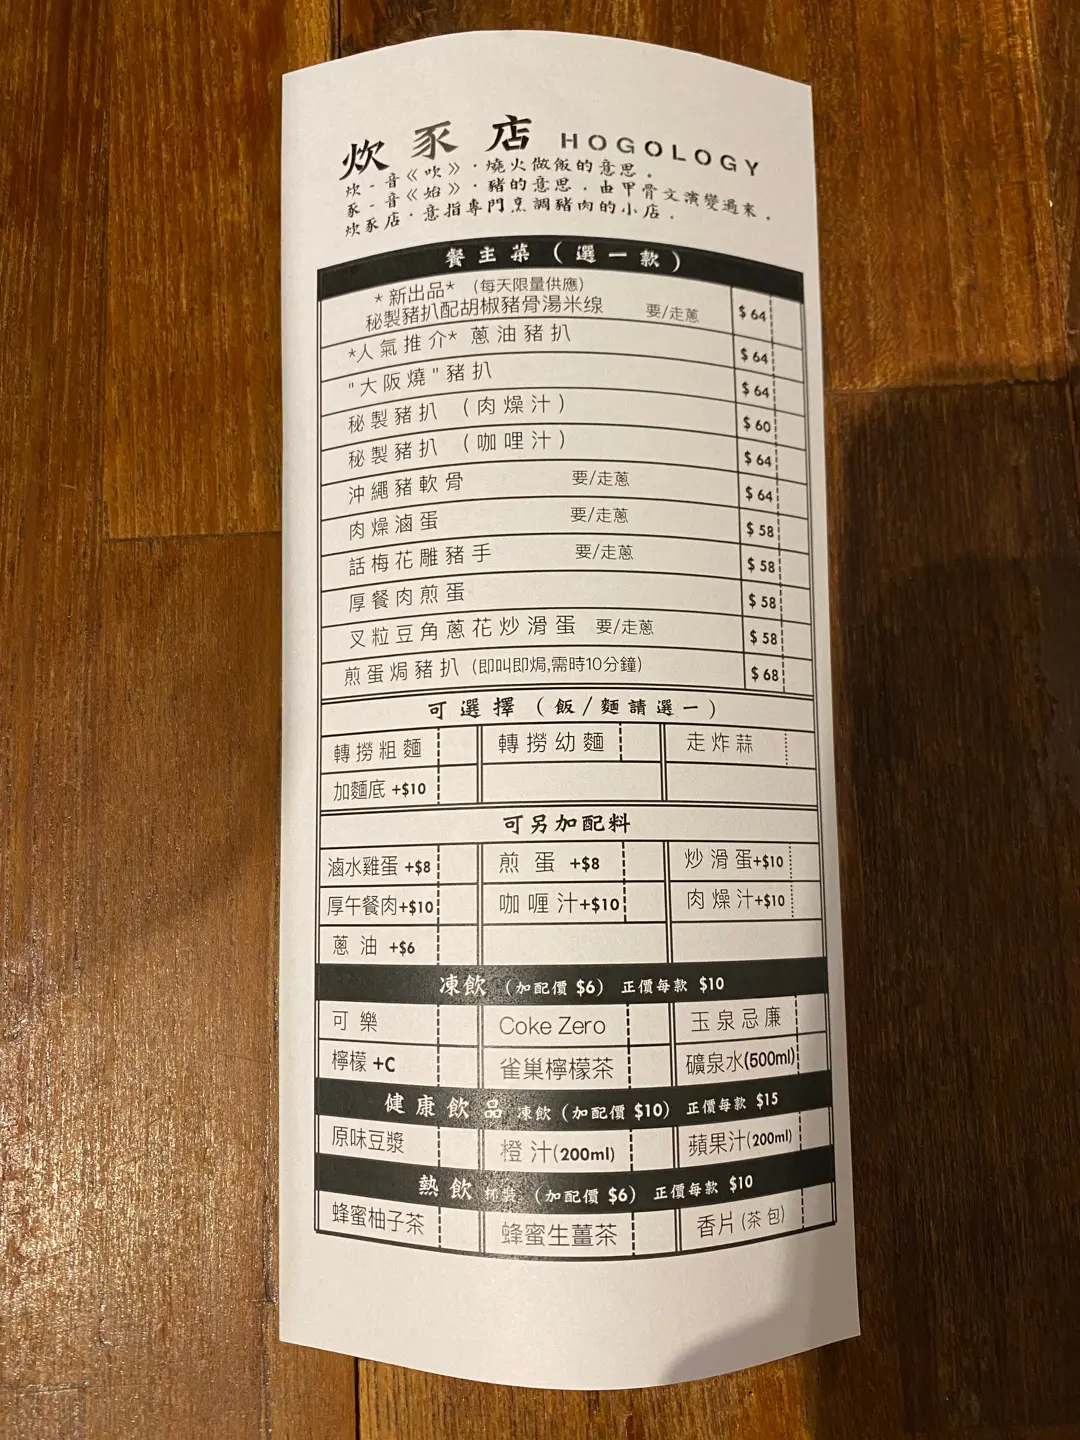 炊豕店 HOGOLOGY
炊 - 音《吹》．燒火做飯的意思。
豕 - 音《始》．豬的意思．由甲骨文演變過來．
炊豕店．意指專門烹調豬肉的小店．
餐主菜（選一款）
*新出品* （每天限量供應）
秘製豬扒配胡椒豬骨湯米线 要/走蔥 $64
*人氣推介* 蔥油豬扒 $64
"大阪燒"豬扒 $64
秘製豬扒 （肉燥汁） $60
秘製豬扒 （咖哩汁） $64
沖繩豬軟骨 要/走蔥 $64
肉燥滷蛋 要/走蔥 $58
話梅花雕豬手 要/走蔥 $58
厚餐肉煎蛋 $58
叉粒豆角蔥花炒滑蛋 要/走蔥 $58
煎蛋焗豬扒 (即叫即焗,需時10分鐘) $68
可選擇（飯/麵請選一）
轉撈粗麵 轉撈幼麵 走炸蒜
加麵底 +$10
可另加配料
滷水雞蛋 +$8 煎蛋 +$8 炒滑蛋+$10
厚午餐肉+$10 咖喱汁+$10 肉燥汁+$10
蔥油 +$6
凍飲（加配價 $6） 正價每款 $10
可樂 Coke Zero 玉泉忌廉
檸檬 +C 雀巢檸檬茶 礦泉水(500ml)
健康飲品 凍飲（加配價 $10） 正價每款 $15
原味豆漿 橙汁(200ml) 蘋果汁(200ml)
熱飲 杯裝（加配價 $6） 正價每款 $10
蜂蜜柚子茶 蜂蜜生薑茶 香片(茶包)